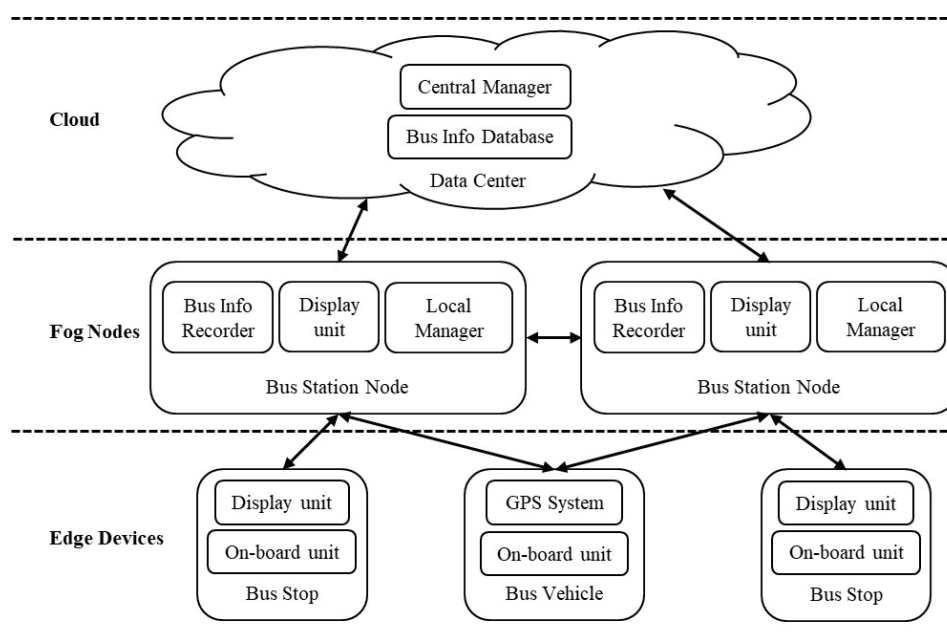 Cloud
Central Manager
Bus Info Database
Data Center
Fog Nodes
Bus Info
Recorder
Display
unit
Local
Manager
Bus Station Node
Bus Info
Recorder
Display
unit
Local
Manager
Bus Station Node
Edge Devices
Display unit
On-board unit
Bus Stop
GPS System
On-board unit
Bus Vehicle
Display unit
On-board unit
Bus Stop